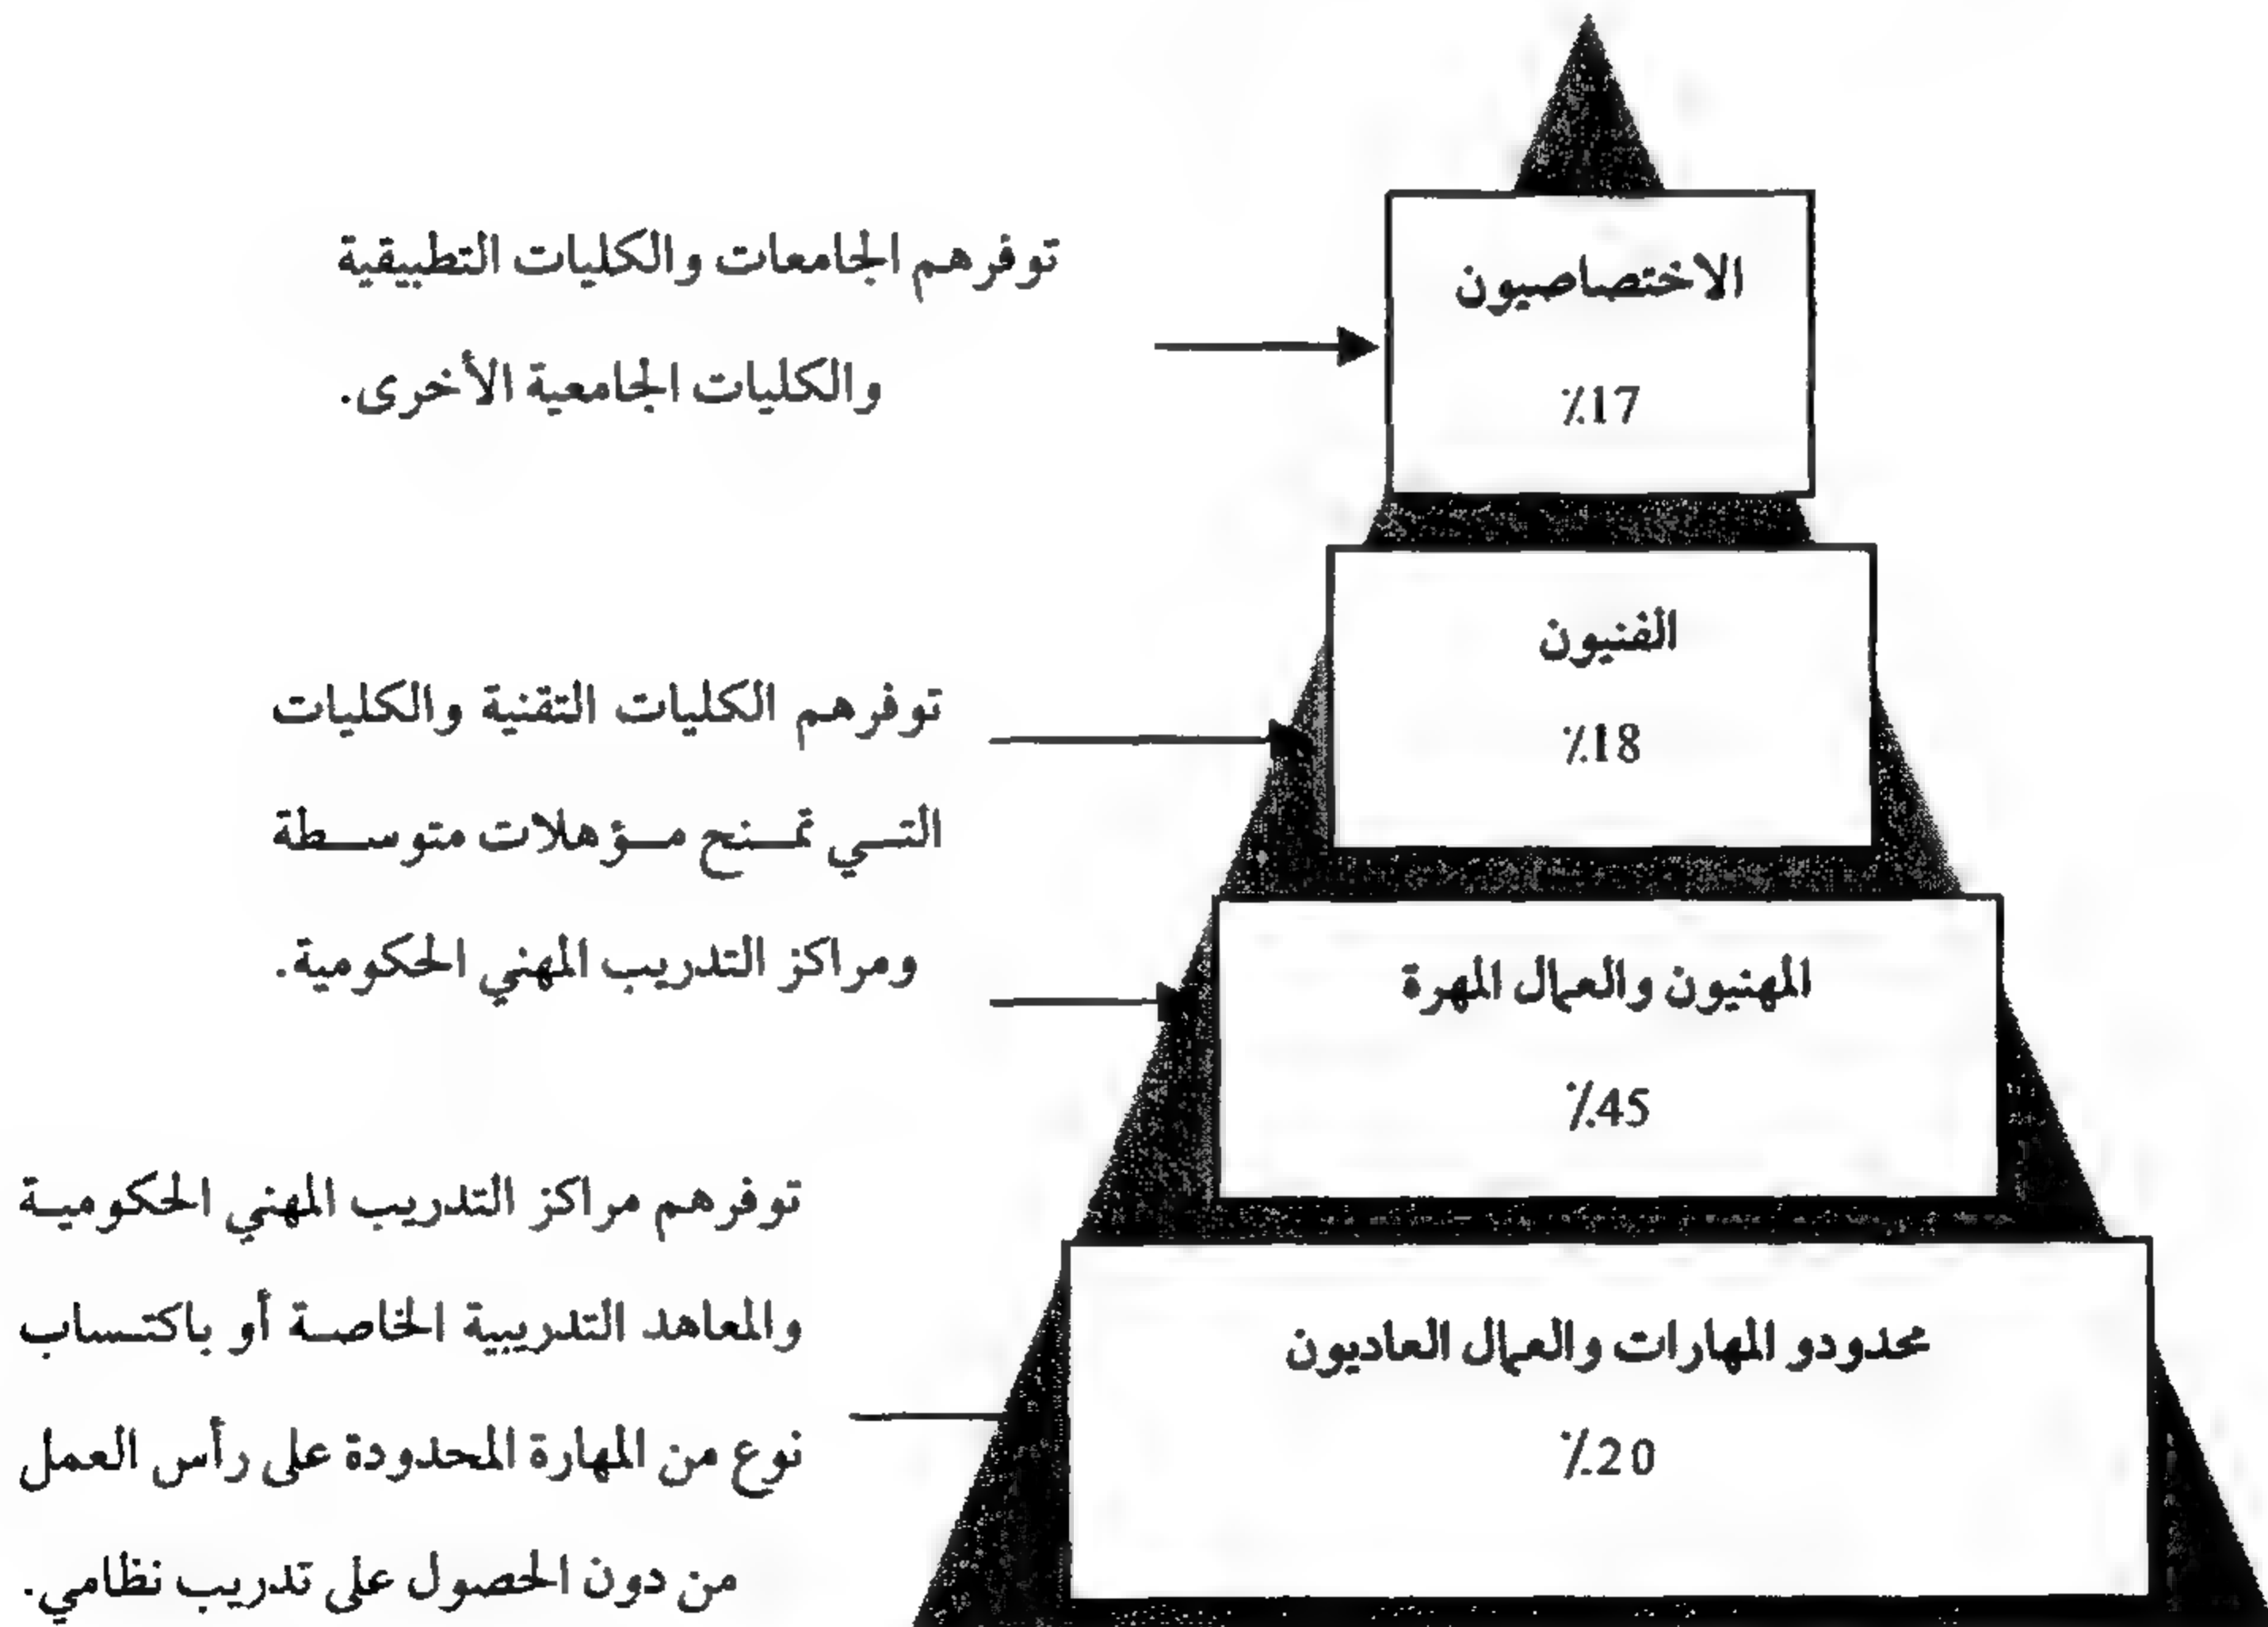 الاختصاصيون
٪17
توفرهم الجامعات والكليات التطبيقية
والكليات الجامعية الأخرى.
الفنيون
٪18
توفرهم الكليات التقنية والكليات
التي تمنح مؤهلات متوسطة
ومراكز التدريب المهني الحكومية.
المهنيون والعمال المهرة
٪45
محدودو المهارات والعمال العاديون
٪20
توفرهم مراكز التدريب المهني الحكومية
والمعاهد التدريبية الخاصة أو باكتساب
نوع من المهارة المحدودة على رأس العمل
من دون الحصول على تدريب نظامي.